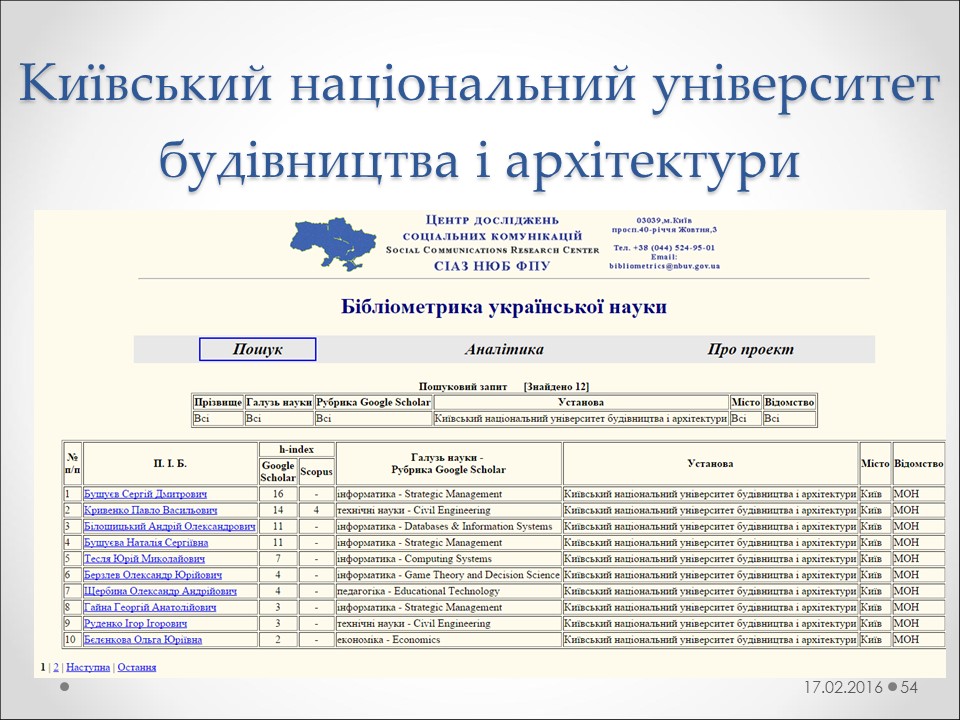 Київський національний університет
будівництва і архітектури
Центр досліджень
соціальних комунікацій
Social Communications Research Center
СІАЗ НЮБ ФПУ
03039,м.Київ
просп.40-річчя Жовтня,3
Тел. +38 (044) 524-95-01
Email:
bibliometrics@nbuv.gov.ua
Бібліометрика української науки
Пошук Аналітика Про проект
Пошуковий запит [Знайдено 12]
Прізвище Галузь науки Рубрика Google Scholar Установа Місто Відомство
Всі Всі Всі Київський національний університет будівництва і архітектури Всі Всі
№ п/п П. І. Б. h-index Google Scholar Scopus Галузь науки - Рубрика Google Scholar Установа Місто Відомство
1 Бушуєв Сергій Дмитрович 16 - інформатика - Strategic Management Київський національний університет будівництва і архітектури Київ МОН
2 Кривенко Павло Васильович 14 4 технічні науки - Civil Engineering Київський національний університет будівництва і архітектури Київ МОН
3 Білощицький Андрій Олександрович 11 - інформатика - Databases & Information Systems Київський національний університет будівництва і архітектури Київ МОН
4 Бушуєва Наталія Сергіївна 11 - інформатика - Strategic Management Київський національний університет будівництва і архітектури Київ МОН
5 Тесля Юрій Миколайович 7 - інформатика - Computing Systems Київський національний університет будівництва і архітектури Київ МОН
6 Берзлев Олександр Юрійович 4 - інформатика - Game Theory and Decision Science Київський національний університет будівництва і архітектури Київ МОН
7 Щербина Олександр Андрійович 4 - педагогіка - Educational Technology Київський національний університет будівництва і архітектури Київ МОН
8 Гайна Георгій Анатолійович 3 - інформатика - Strategic Management Київський національний університет будівництва і архітектури Київ МОН
9 Руденко Ігор Ігорович 3 - технічні науки - Civil Engineering Київський національний університет будівництва і архітектури Київ МОН
10 Бєлєнкова Ольга Юріївна 2 - економіка - Economics Київський національний університет будівництва і архітектури Київ МОН
1 | 2 | Наступна | Остання
17.02.2016 54